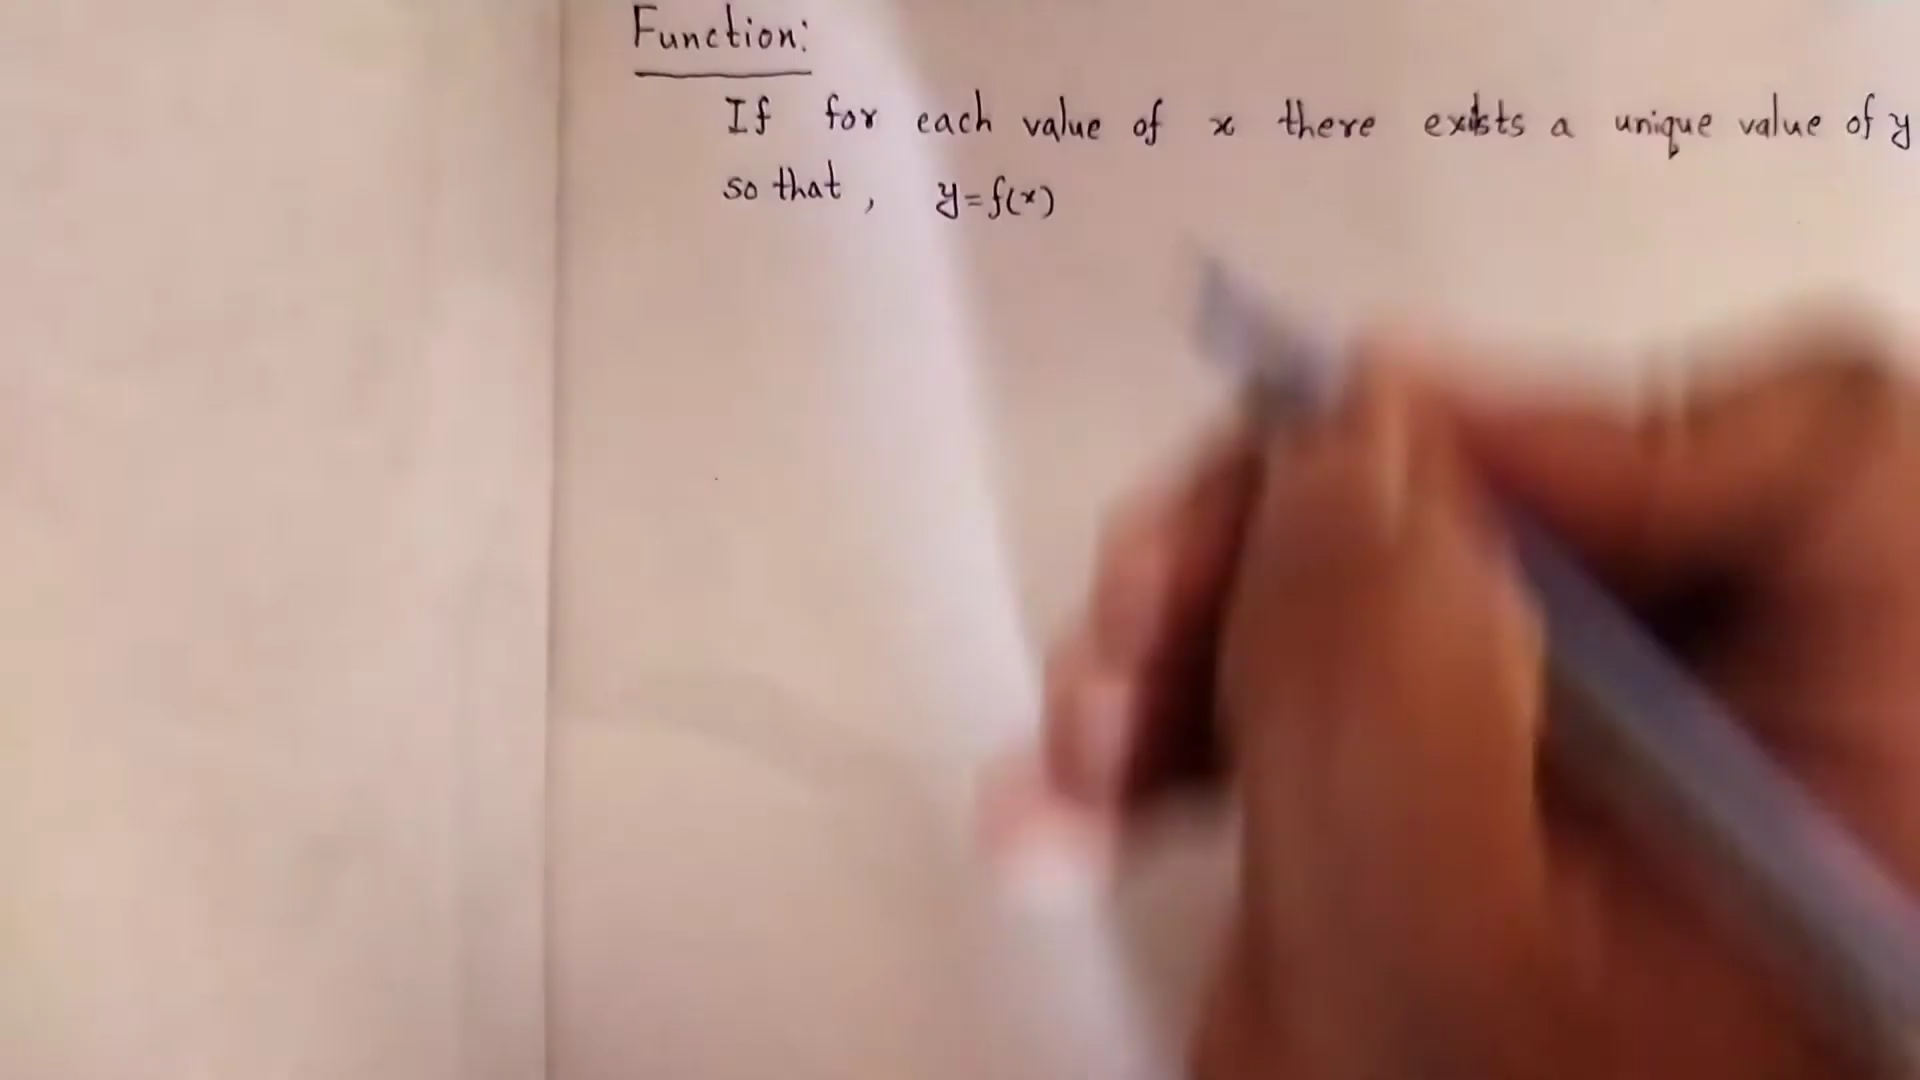 Function:
If for each value of x there exists a unique value of y
so that, y=f(x)